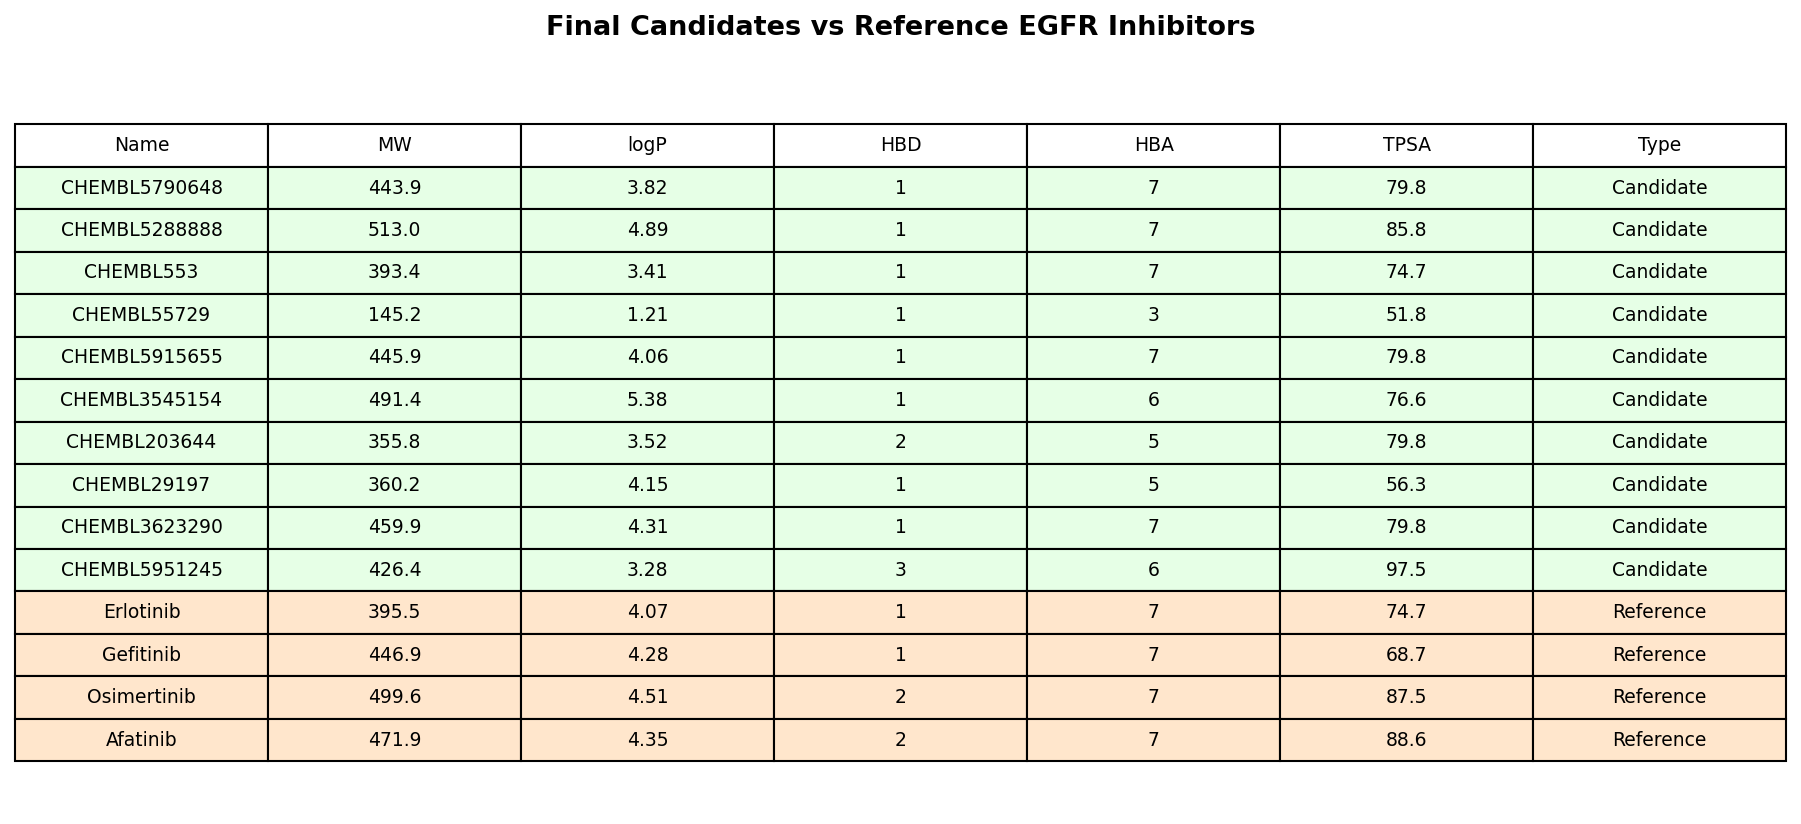 Final Candidates vs Reference EGFR Inhibitors
Name MW logP HBD HBA TPSA Type
CHEMBL5790648 443.9 3.82 1 7 79.8 Candidate
CHEMBL5288888 513.0 4.89 1 7 85.8 Candidate
CHEMBL553 393.4 3.41 1 7 74.7 Candidate
CHEMBL55729 145.2 1.21 1 3 51.8 Candidate
CHEMBL5915655 445.9 4.06 1 7 79.8 Candidate
CHEMBL3545154 491.4 5.38 1 6 76.6 Candidate
CHEMBL203644 355.8 3.52 2 5 79.8 Candidate
CHEMBL29197 360.2 4.15 1 5 56.3 Candidate
CHEMBL3623290 459.9 4.31 1 7 79.8 Candidate
CHEMBL5951245 426.4 3.28 3 6 97.5 Candidate
Erlotinib 395.5 4.07 1 7 74.7 Reference
Gefitinib 446.9 4.28 1 7 68.7 Reference
Osimertinib 499.6 4.51 2 7 87.5 Reference
Afatinib 471.9 4.35 2 7 88.6 Reference